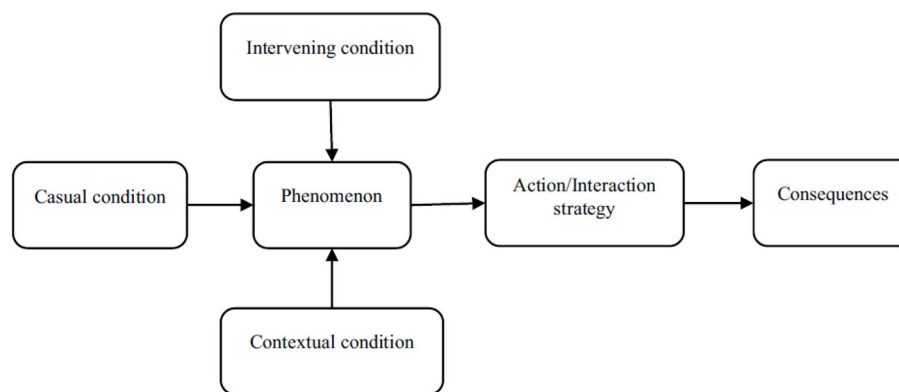 Intervening condition
Casual condition
Phenomenon
Action/Interaction
strategy
Consequences
Contextual condition